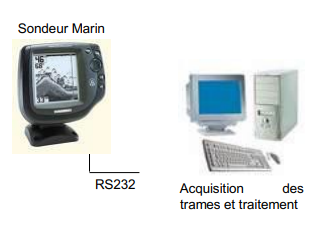 Sondeur Marin
RS232
Acquisition des
trames et traitement